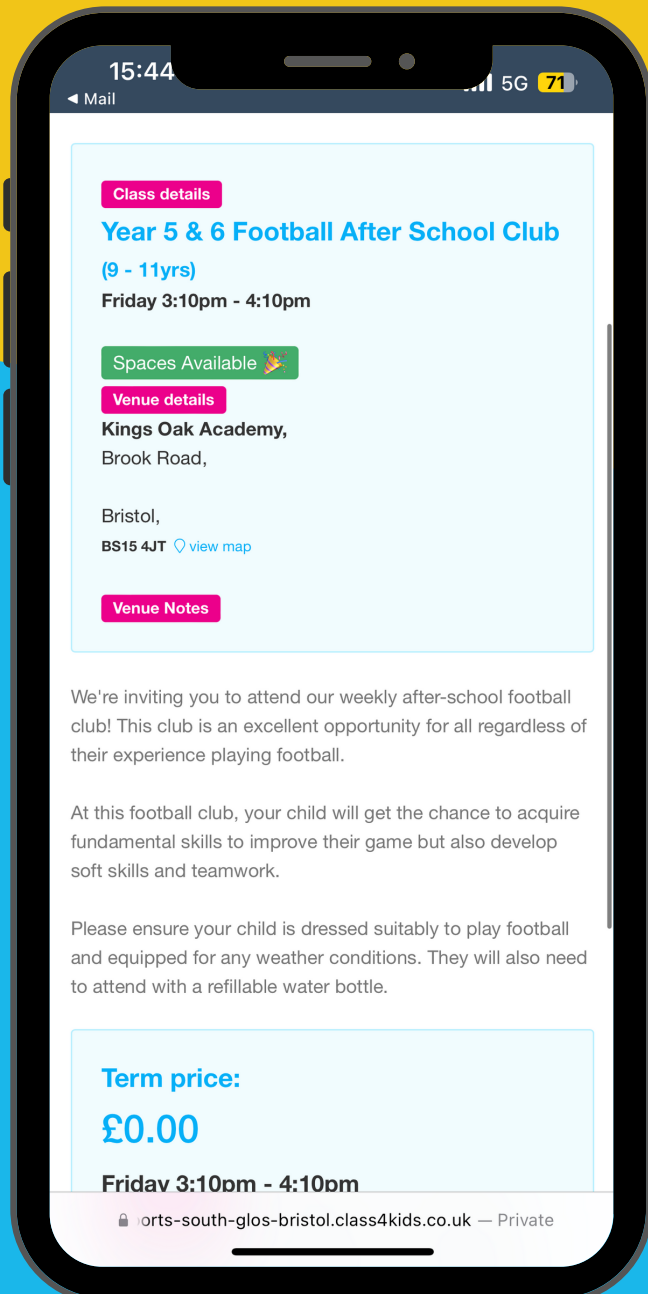 15:44
5G 71
◀ Mail
Class details
Year 5 & 6 Football After School Club
(9 - 11yrs)
Friday 3:10pm - 4:10pm
Spaces Available 🎉
Venue details
Kings Oak Academy,
Brook Road,
Bristol,
BS15 4JT view map
Venue Notes
We're inviting you to attend our weekly after-school football
club! This club is an excellent opportunity for all regardless of
their experience playing football.
At this football club, your child will get the chance to acquire
fundamental skills to improve their game but also develop
soft skills and teamwork.
Please ensure your child is dressed suitably to play football
and equipped for any weather conditions. They will also need
to attend with a refillable water bottle.
Term price:
£0.00
Friday 3:10pm - 4:10pm
orts-south-glos-bristol.class4kids.co.uk — Private